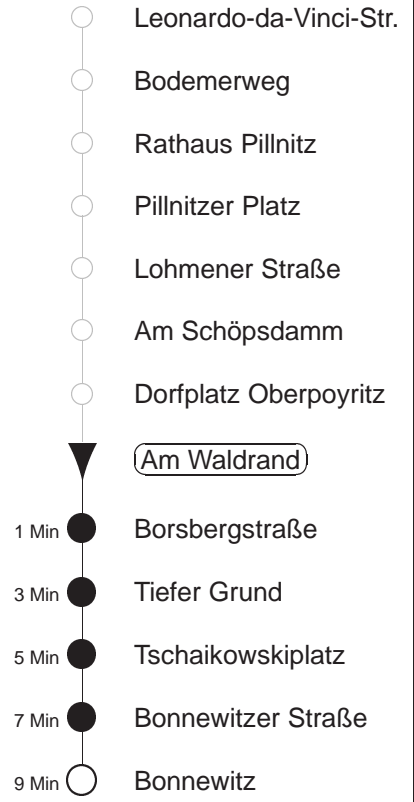 Leonardo-da-Vinci-Str.
Bodemerweg
Rathaus Pillnitz
Pillnitzer Platz
Lohmener Straße
Am Schöpsdamm
Dorfplatz Oberpoyritz
Am Waldrand
1 Min Borsbergstraße
3 Min Tiefer Grund
5 Min Tschaikowskiplatz
7 Min Bonnewitzer Straße
9 Min Bonnewitz